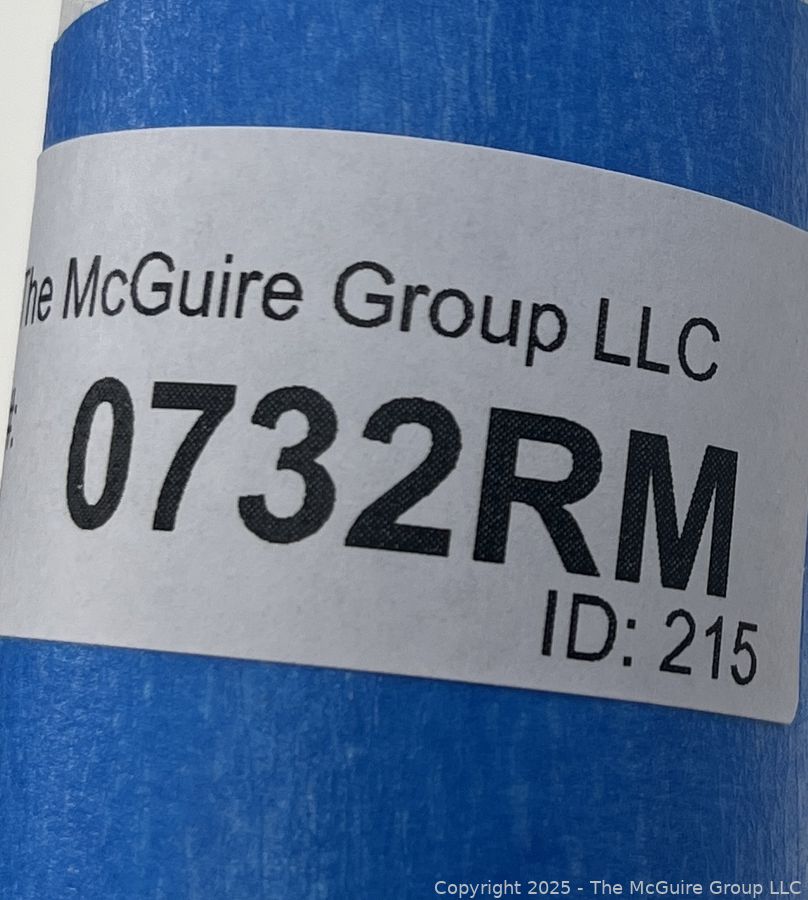 The McGuire Group LLC
#: 0732RM
ID: 215
Copyright 2025 - The McGuire Group LLC